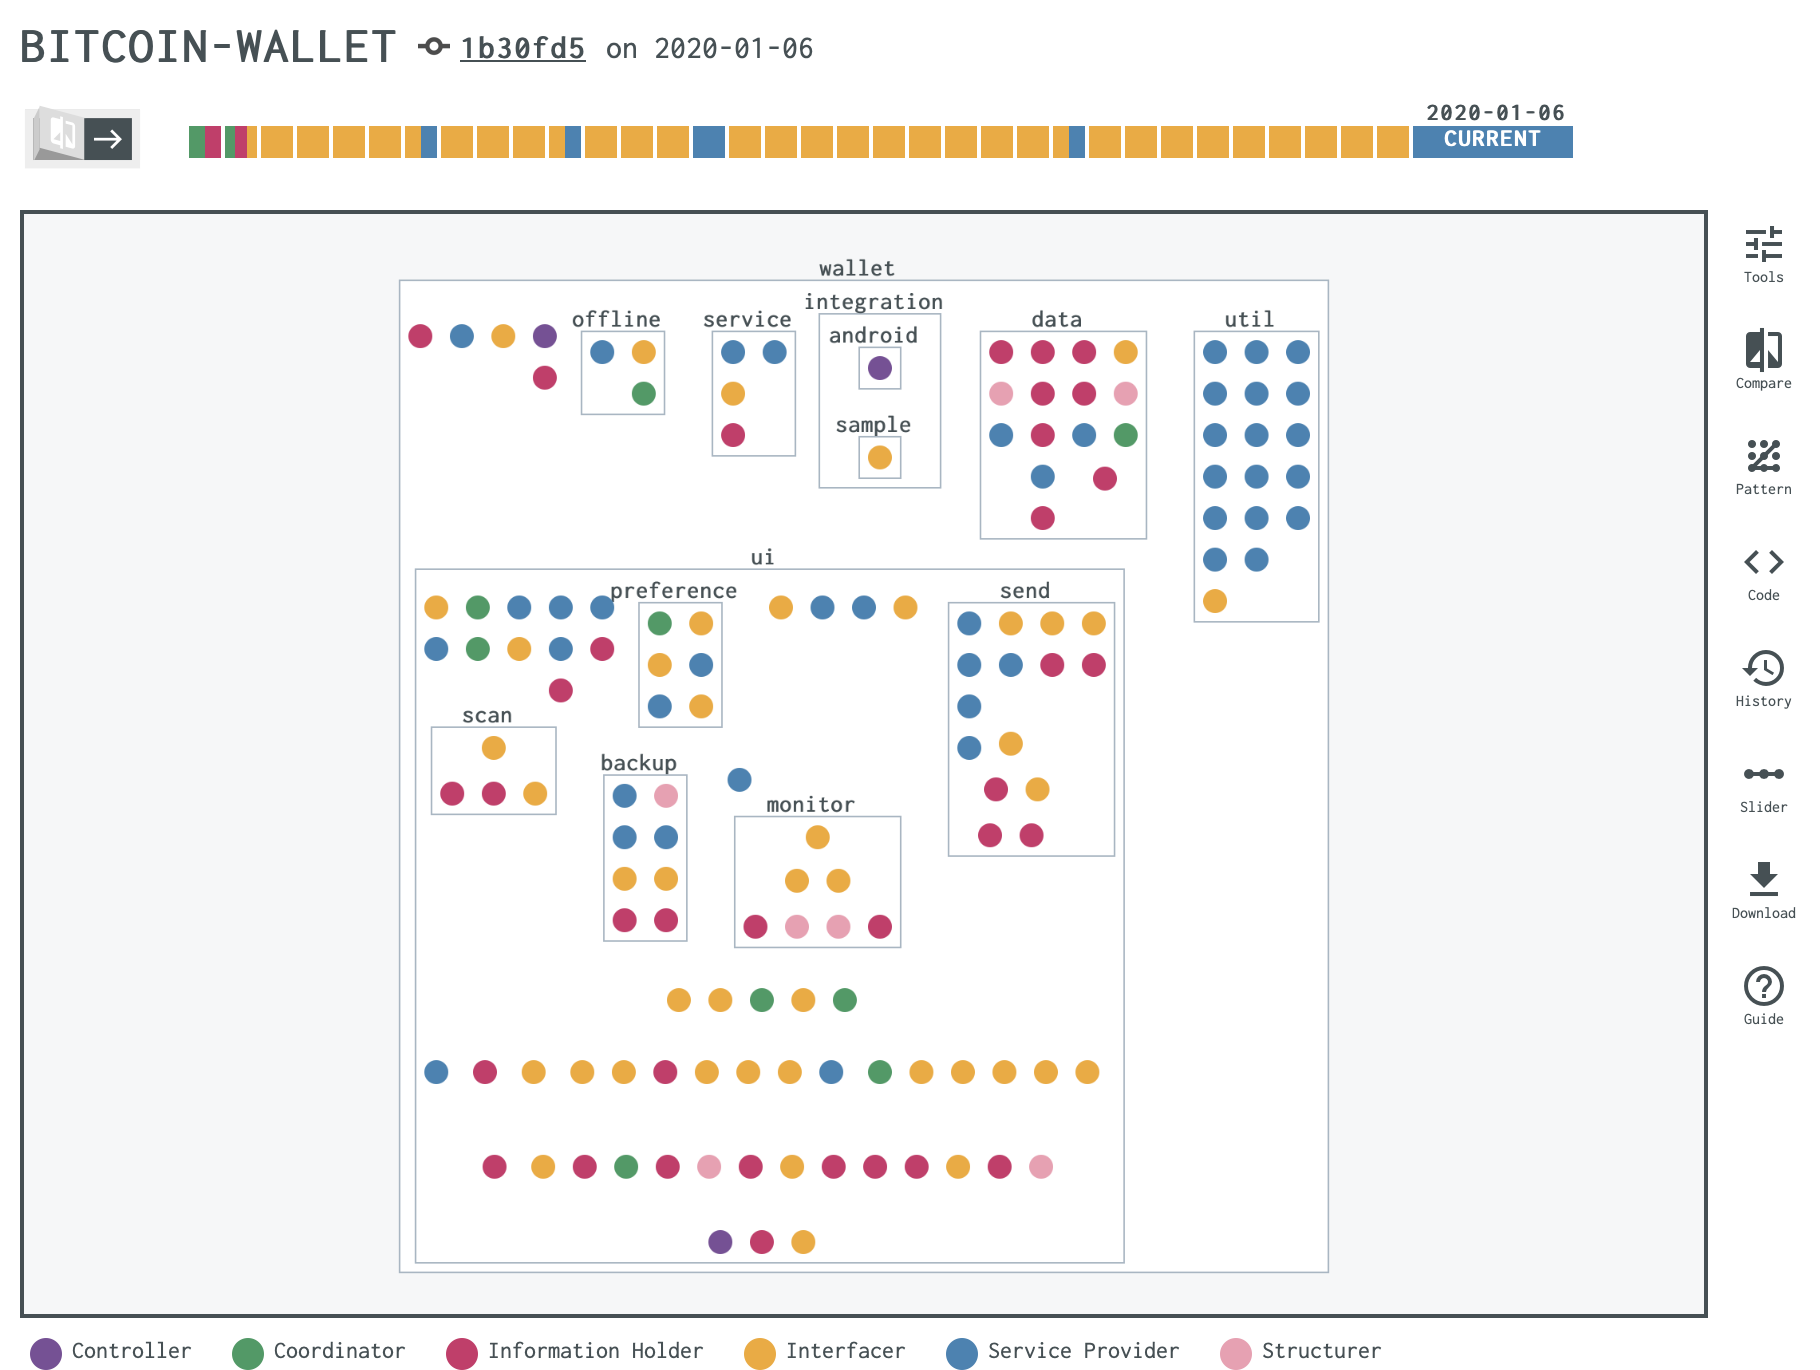 BITCOIN-WALLET 1b30fd5 on 2020-01-06
2020-01-06
CURRENT
wallet
integration
offline service data util
android
sample
ui
preference send
scan
backup
monitor
Tools
Compare
Pattern
Code
History
Slider
Download
Guide
Controller Coordinator Information Holder Interfacer Service Provider Structurer